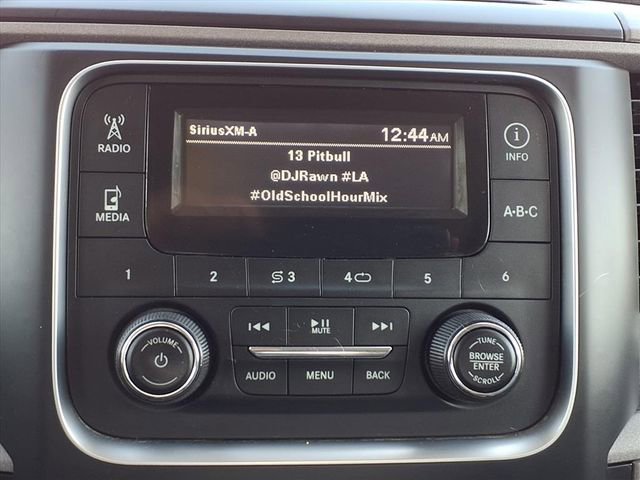 SiriusXM-A 12:44AM
13 Pitbull
@DJRawn #LA
#OldSchoolHourMix
RADIO
INFO
MEDIA
A•B•C
1 2 3 4 5 6
VOLUME
MUTE
AUDIO MENU BACK
TUNE
BROWSE
ENTER
SCROLL